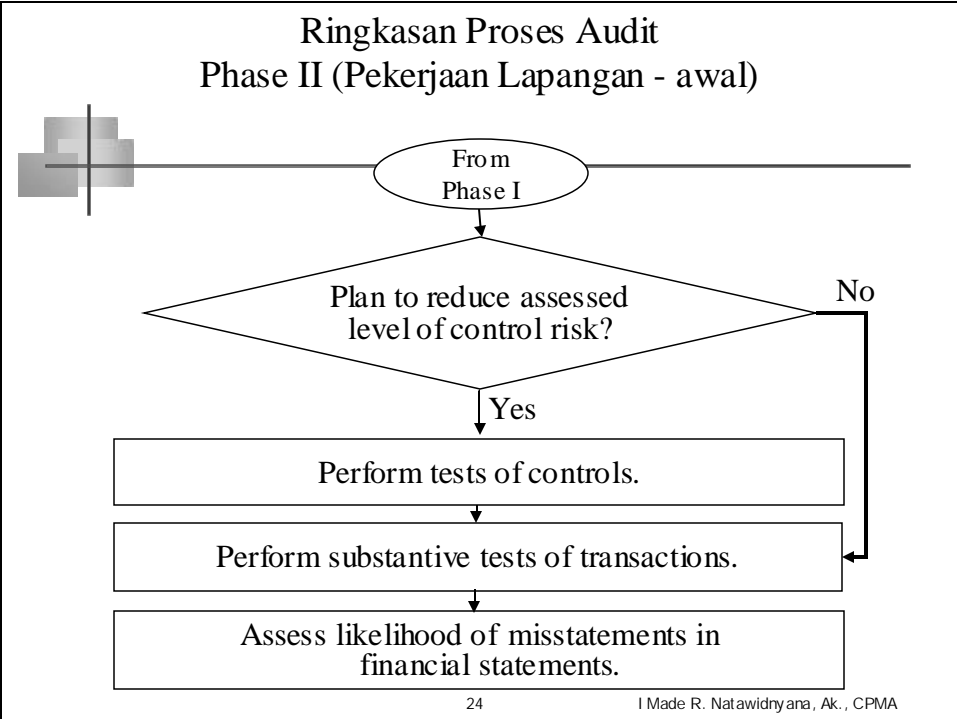 Ringkasan Proses Audit
Phase II (Pekerjaan Lapangan - awal)
From
Phase I
Plan to reduce assessed
level of control risk?
No
Yes
Perform tests of controls.
Perform substantive tests of transactions.
Assess likelihood of misstatements in
financial statements.
24
I Made R. Natawidnyana, Ak., CPMA